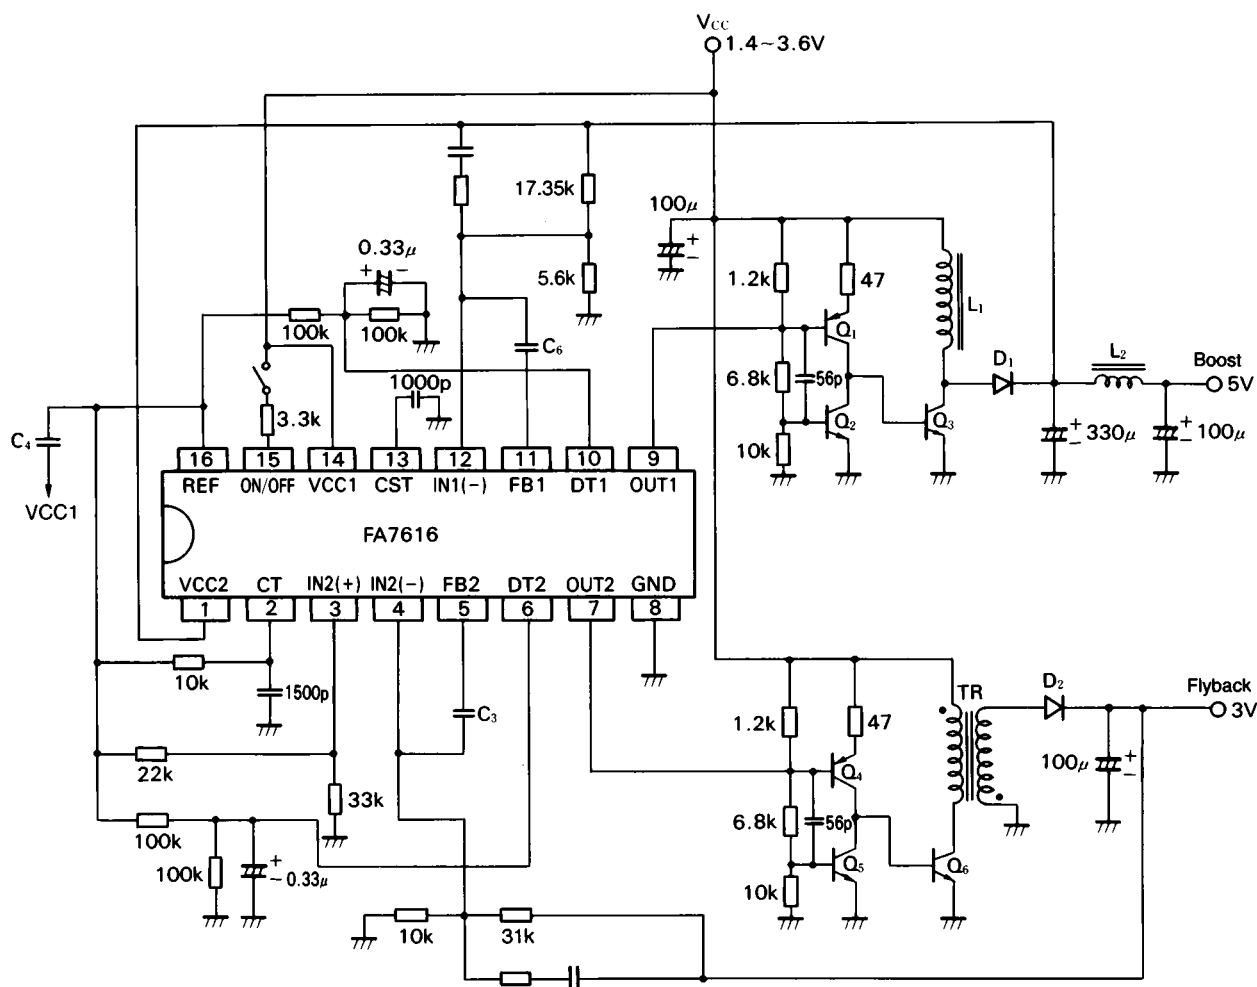 Vcc
1.4~3.6V
17.35k
100μ
+
−
0.33μ
+ −
5.6k
1.2k
47
L₁
100k
100k
Q₁
C₆
D₁
L₂
Boost
5V
1000p
6.8k
56p
3.3k
C₄
Q₂
Q₃
+
− 330μ
+
− 100μ
10k
16 15 14 13 12 11 10 9
REF ON/OFF VCC1 CST IN1(−) FB1 DT1 OUT1
VCC1
FA7616
VCC2 CT IN2(+) IN2(−) FB2 DT2 OUT2 GND
1 2 3 4 5 6 7 8
10k
1500p
C₃
TR
D₂
Flyback
3V
1.2k
47
22k
100μ
+
−
Q₄
33k
6.8k
56p
100k
Q₅
Q₆
100k
+
− 0.33μ
10k
10k
31k